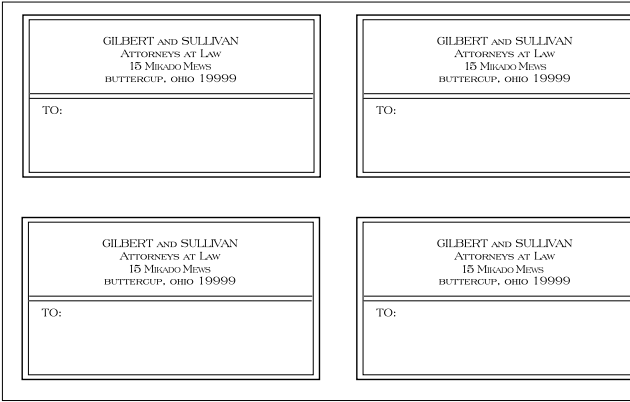 GILBERT AND SULLIVAN
ATTORNEYS AT LAW
15 MIKADO MEWS
BUTTERCUP, OHIO 19999
TO:
GILBERT AND SULLIVAN
ATTORNEYS AT LAW
15 MIKADO MEWS
BUTTERCUP, OHIO 19999
TO:
GILBERT AND SULLIVAN
ATTORNEYS AT LAW
15 MIKADO MEWS
BUTTERCUP, OHIO 19999
TO:
GILBERT AND SULLIVAN
ATTORNEYS AT LAW
15 MIKADO MEWS
BUTTERCUP, OHIO 19999
TO: